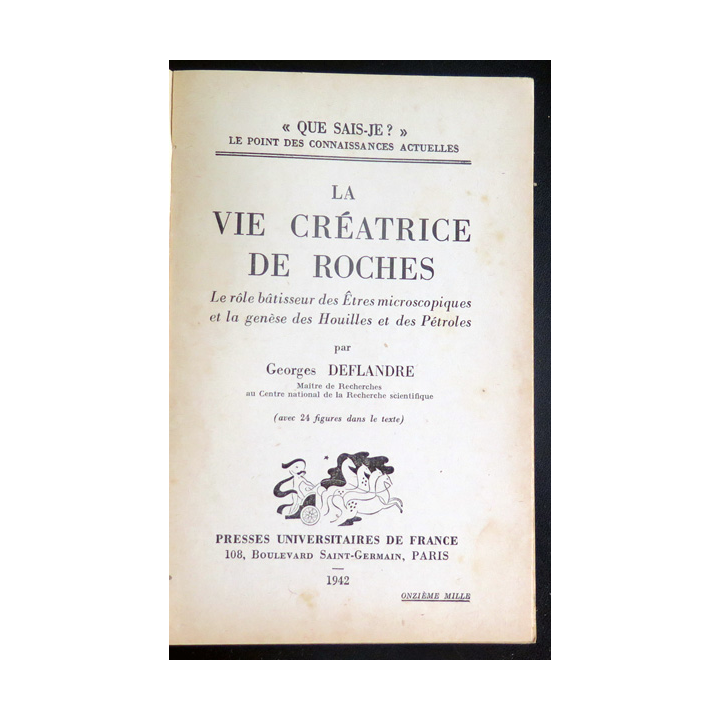 « QUE SAIS-JE ? »
LE POINT DES CONNAISSANCES ACTUELLES
LA
VIE CRÉATRICE
DE ROCHES
Le rôle bâtisseur des Êtres microscopiques
et la genèse des Houilles et des Pétroles
par
Georges DEFLANDRE
Maître de Recherches
au Centre national de la Recherche scientifique
(avec 24 figures dans le texte)
PRESSES UNIVERSITAIRES DE FRANCE
108, BOULEVARD SAINT-GERMAIN, PARIS
1942
ONZIÈME MILLE